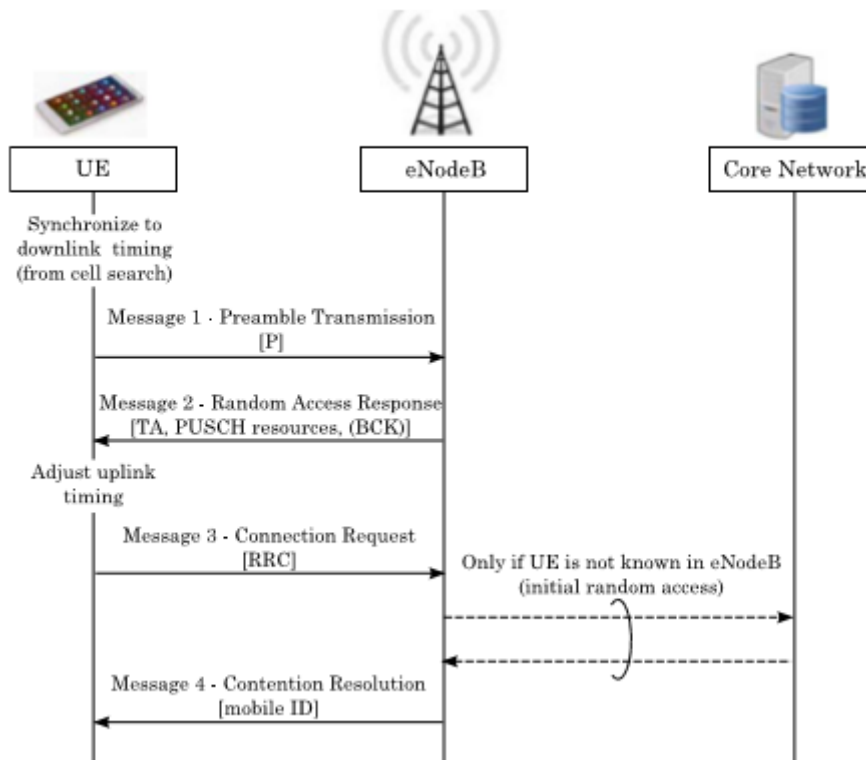 UE
eNodeB
Core Network
Synchronize to
downlink timing
(from cell search)
Message 1 - Preamble Transmission
[P]
Message 2 - Random Access Response
[TA, PUSCH resources, (BCK)]
Adjust uplink
timing
Message 3 - Connection Request
[RRC]
Only if UE is not known in eNodeB
(initial random access)
Message 4 - Contention Resolution
[mobile ID]